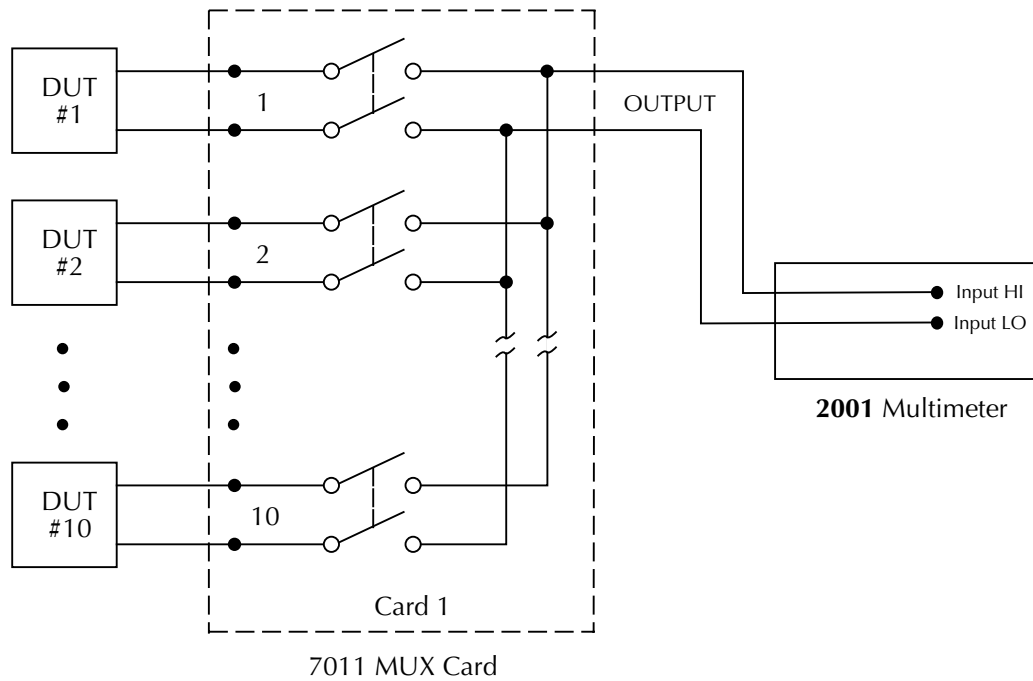 DUT
#1
1
OUTPUT
DUT
#2
2
Input HI
Input LO
2001 Multimeter
DUT
#10
10
Card 1
7011 MUX Card